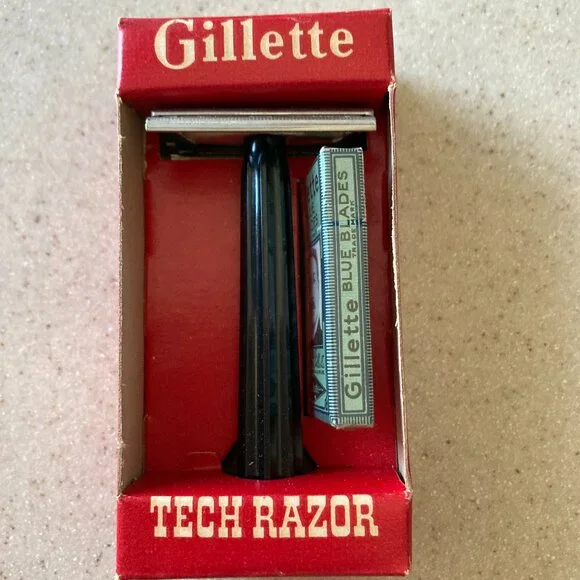 Gillette
Gillette BLUE BLADES
TRADE MARK
TECH RAZOR